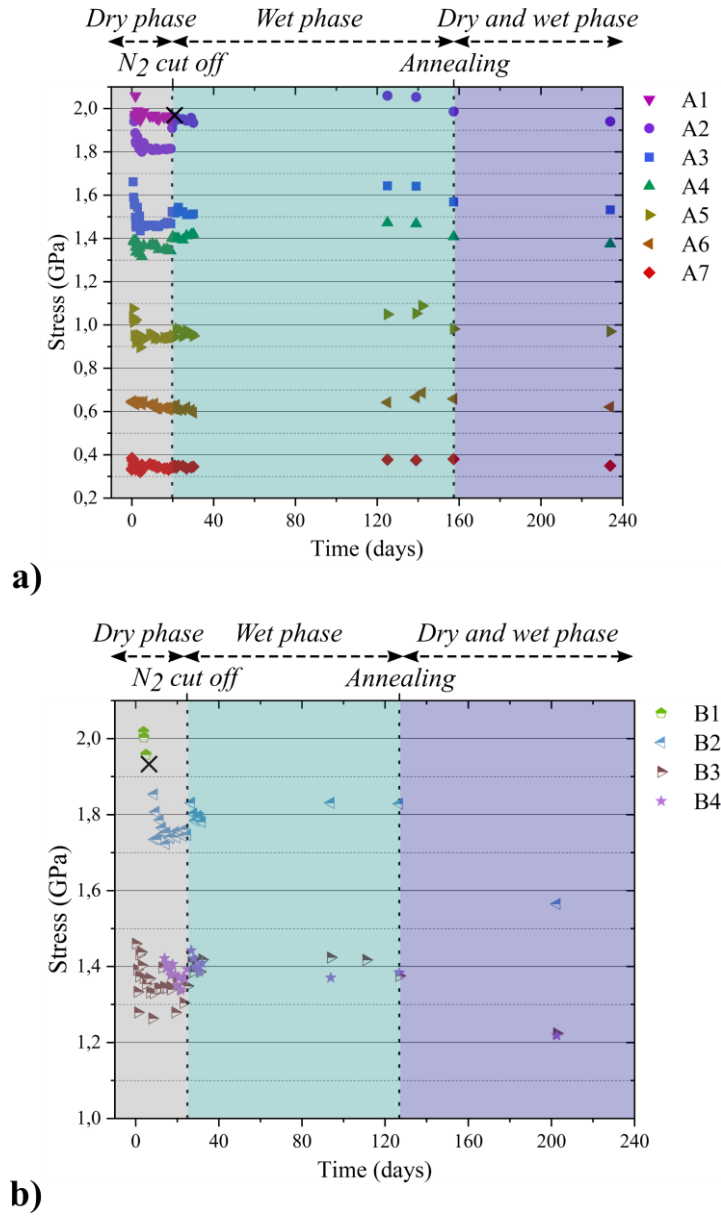 Dry phase Wet phase Dry and wet phase
N2 cut off Annealing
2,0
1,8
1,6
1,4
1,2
1,0
0,8
0,6
0,4
0,2
Stress (GPa)
0 40 80 120 160 200 240
Time (days)
A1
A2
A3
A4
A5
A6
A7
a)
Dry phase Wet phase Dry and wet phase
N2 cut off Annealing
2,0
1,8
1,6
1,4
1,2
1,0
Stress (GPa)
0 40 80 120 160 200 240
Time (days)
B1
B2
B3
B4
b)